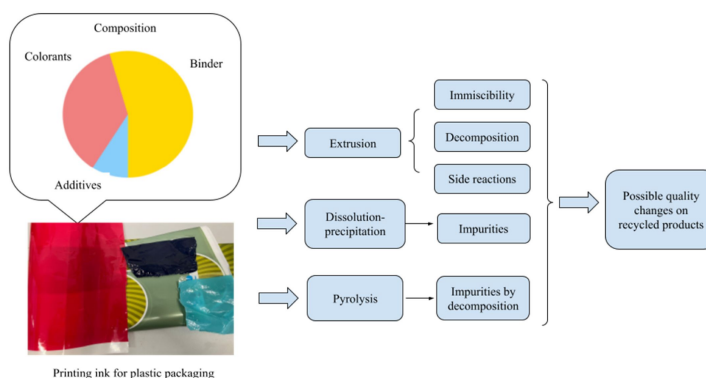 Composition
Colorants
Binder
Additives
Printing ink for plastic packaging
Extrusion
Dissolution-
precipitation
Pyrolysis
Immiscibility
Decomposition
Side reactions
Impurities
Impurities by
decomposition
Possible quality
changes on
recycled products